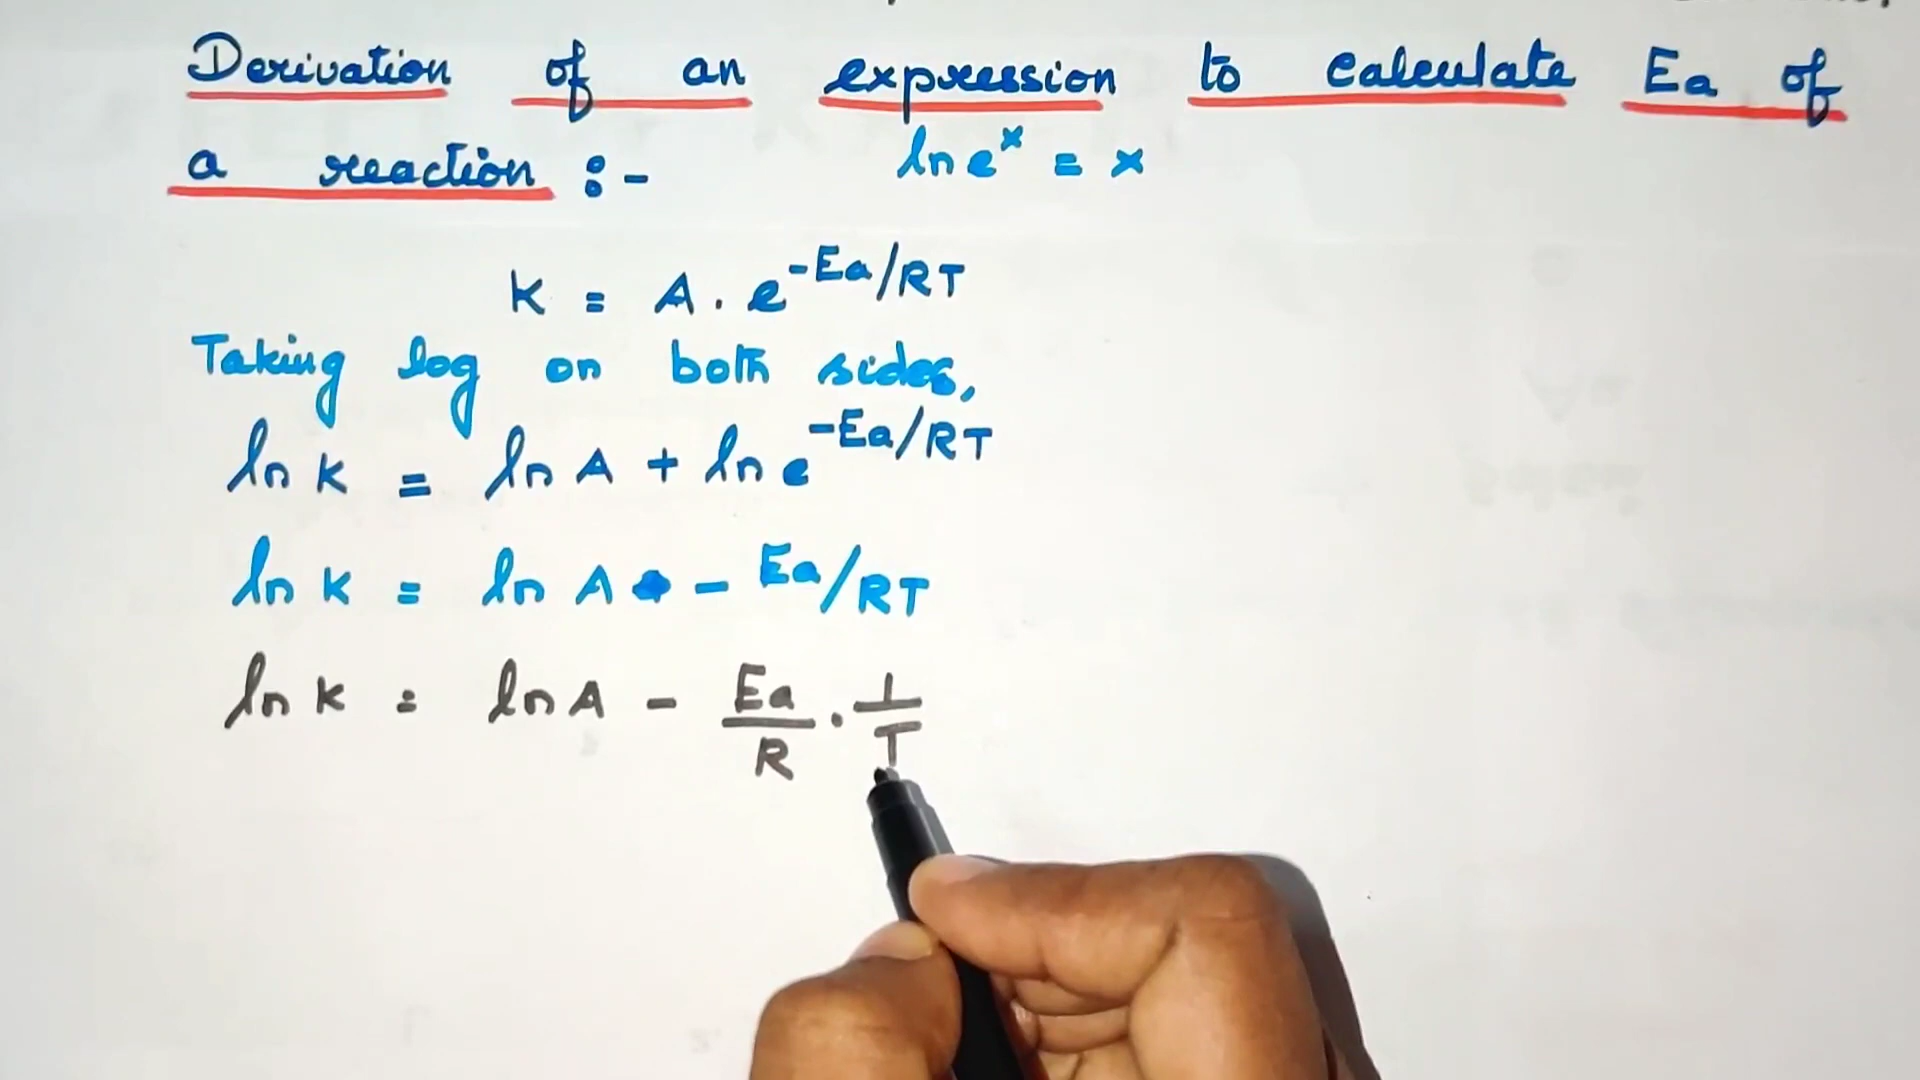 Derivation of an expression to calculate Ea of
a reaction :-
ln e^x = x
K = A . e^-Ea/RT
Taking log on both sides,
ln K = ln A + ln e^-Ea/RT
ln K = ln A - Ea/RT
ln K = ln A - Ea/R . 1/T